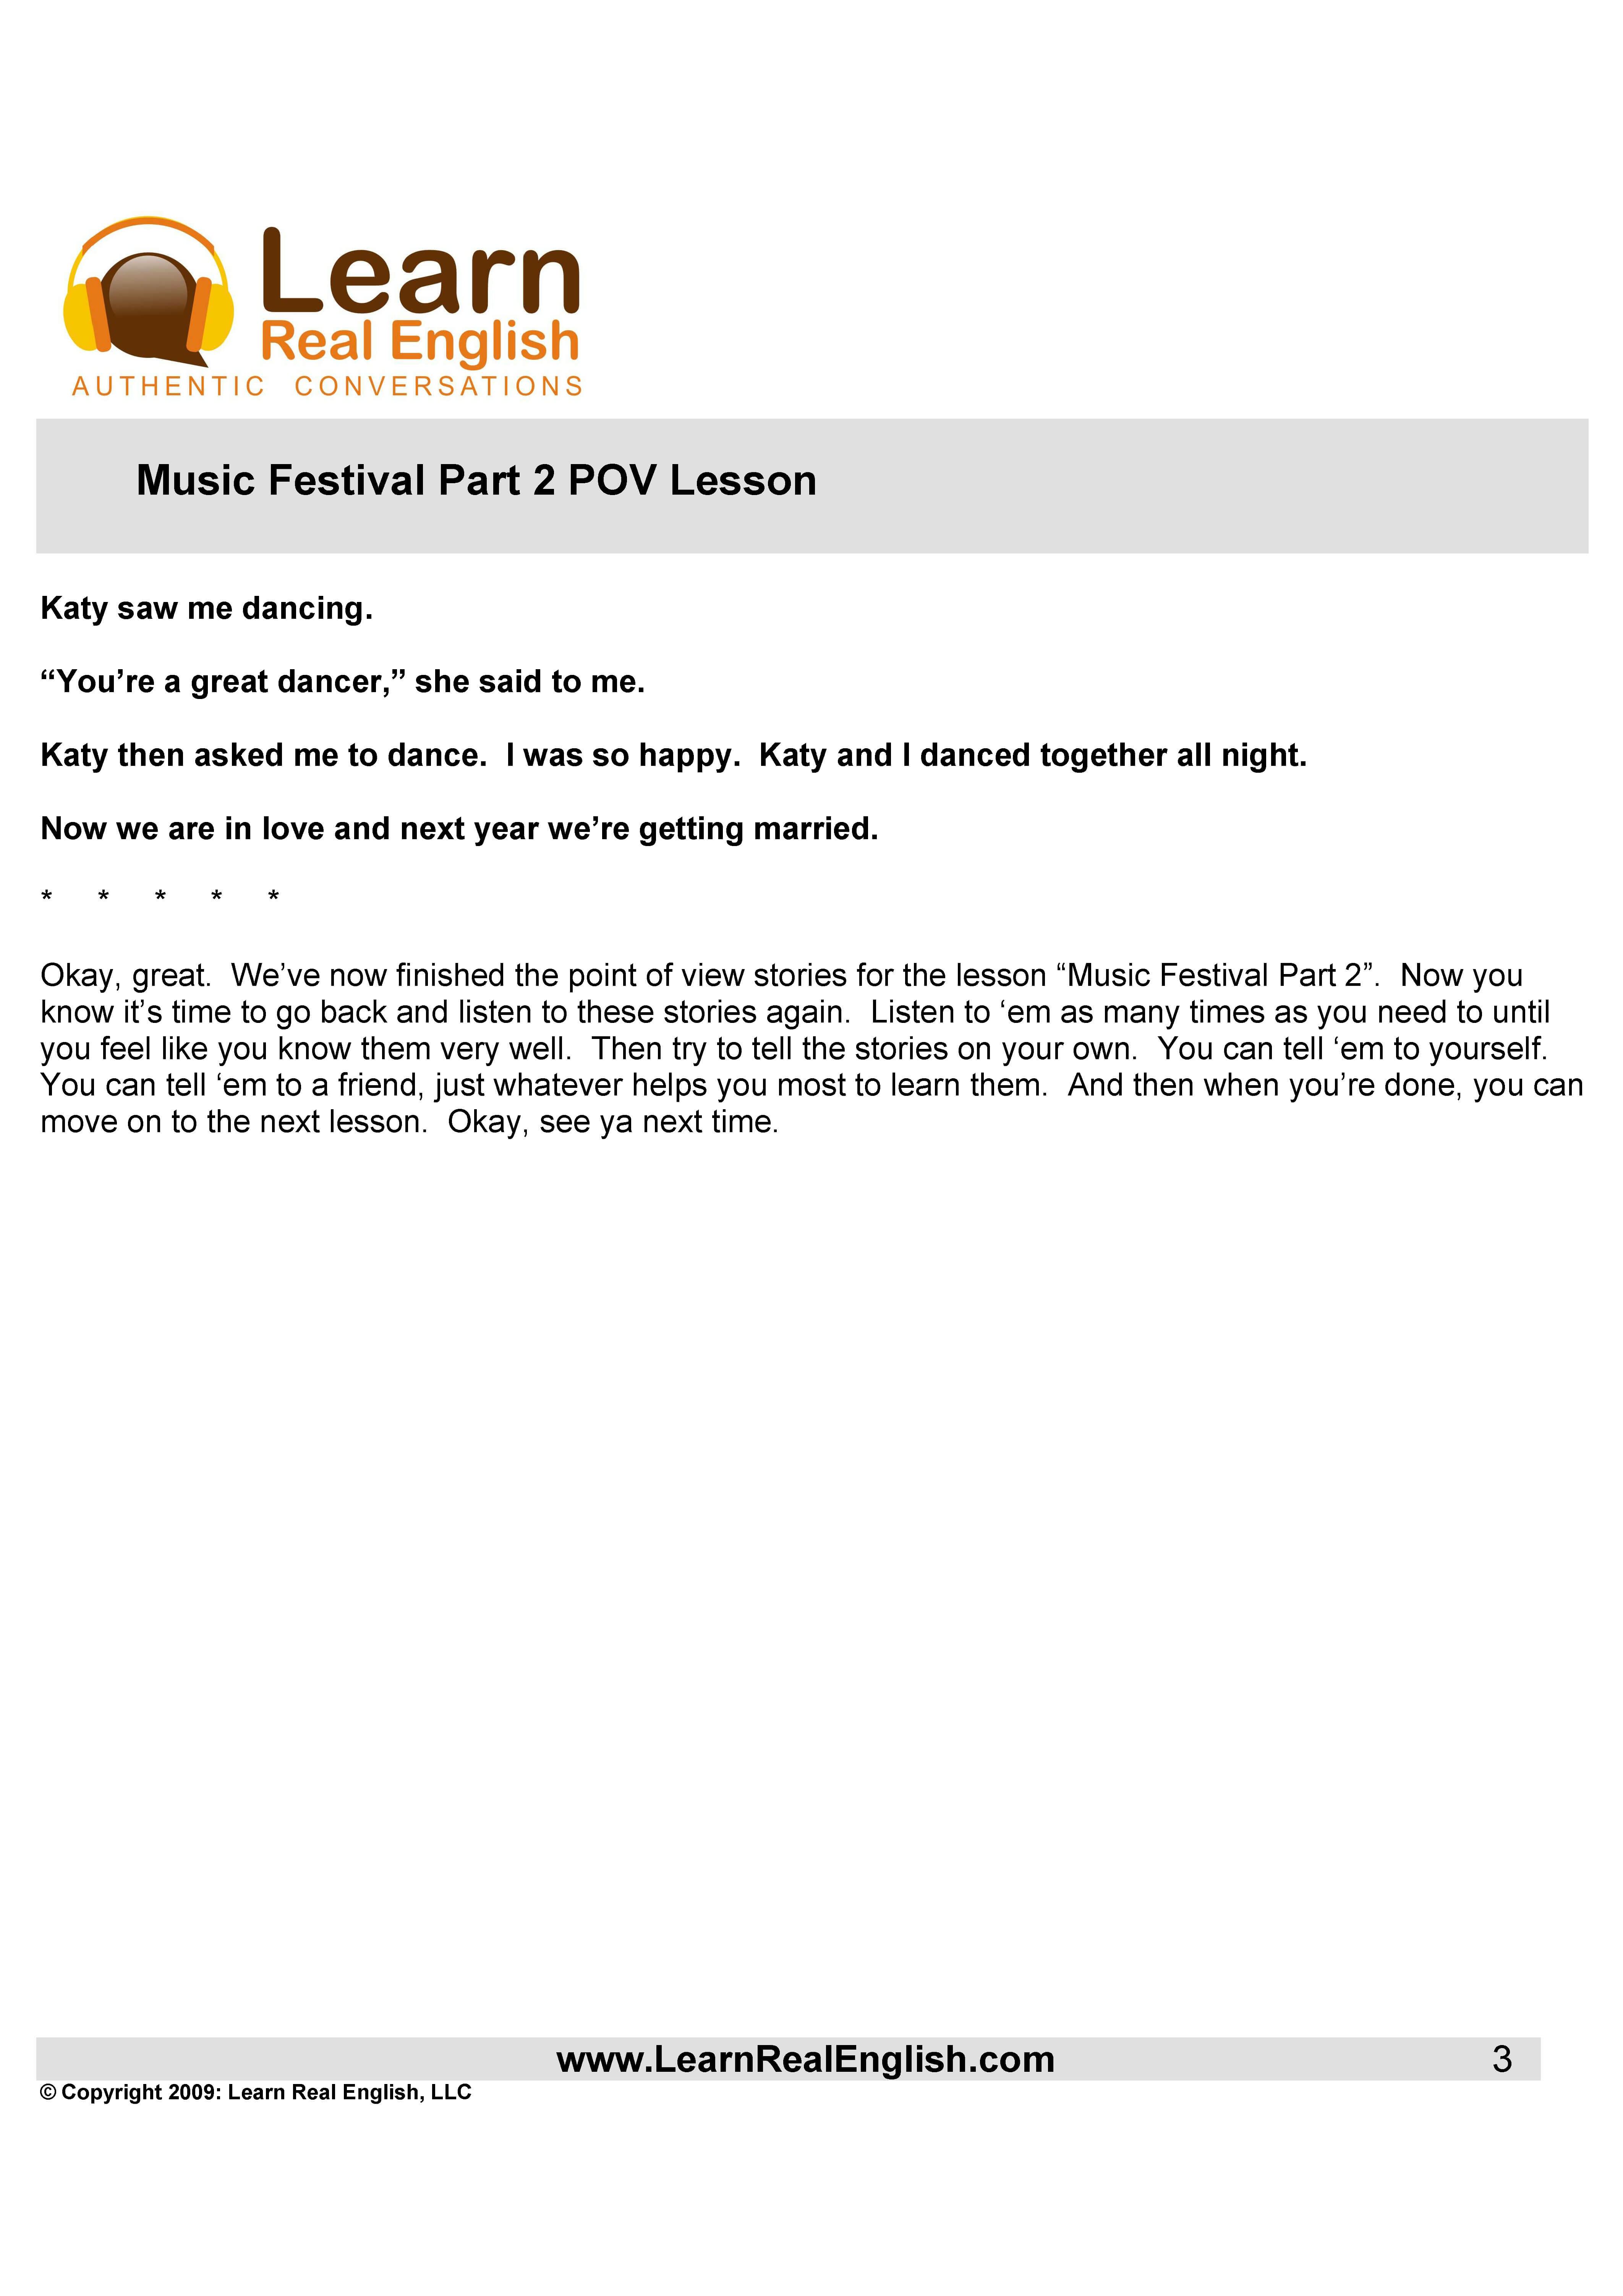 Learn
Real English
AUTHENTIC CONVERSATIONS
Music Festival Part 2 POV Lesson
Katy saw me dancing.
“You’re a great dancer,” she said to me.
Katy then asked me to dance.  I was so happy.  Katy and I danced together all night.
Now we are in love and next year we’re getting married.
* * * * *
Okay, great.  We’ve now finished the point of view stories for the lesson “Music Festival Part 2”.  Now you
know it’s time to go back and listen to these stories again.  Listen to ‘em as many times as you need to until
you feel like you know them very well.  Then try to tell the stories on your own.  You can tell ‘em to yourself.
You can tell ‘em to a friend, just whatever helps you most to learn them.  And then when you’re done, you can
move on to the next lesson.  Okay, see ya next time.
www.LearnRealEnglish.com 3
© Copyright 2009: Learn Real English, LLC